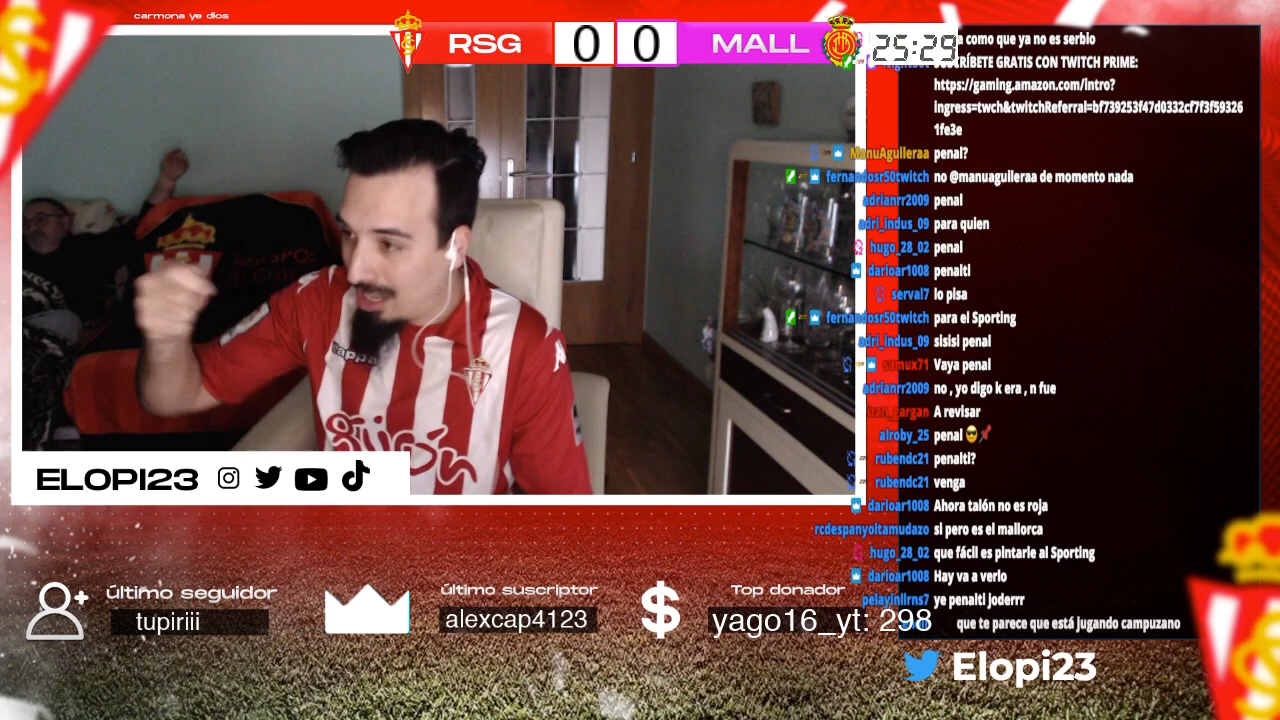 carmona ye dios
RSG 0 0 MALL 25:29
como que ya no es serbio
GRATIS CON TWITCH PRIME:
https://gaming.amazon.com/intro?
ingress=twch&twitchReferral=bf739253f47d0332cf7f3f59326
1fe3e
ManuAguileraa penal?
fernandosr50twitch no @manuaguileraa de momento nada
adrianrr2009 penal
adri_indus_09 para quien
hugo_28_02 penal
darioar1008 penalti
serval7 lo pisa
fernandosr50twitch para el Sporting
adri_indus_09 sisisi penal
samux71 Vaya penal
adrianrr2009 no , yo digo k era , n fue
A revisar
alroby_25 penal
rubendc21 penalti?
rubendc21 venga
darioar1008 Ahora talón no es roja
rcdespanyoltamudazo si pero es el mallorca
hugo_28_02 que fácil es pintarle al Sporting
darioar1008 Hay va a verlo
pelayinllrns7 ye penalti joderrr
que te parece que está jugando campuzano
kappa
gijón
ELOPI23
último seguidor
tupiriii
último suscriptor
alexcap4123
$
Top donador
yago16_yt: 298
Elopi23